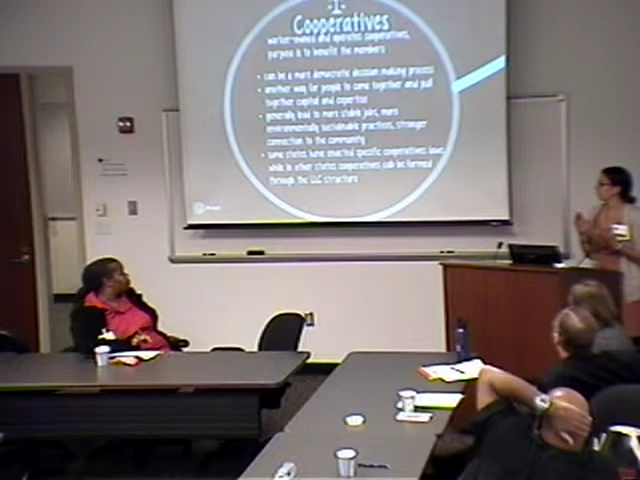 -1-
Cooperatives
worker-owned and operates cooperatives,
purpose is to benefit the members
• can be a more democratic decision making process
• another way for people to come together and pull
together capital and expertise
• generally lead to more stable jobs, more
environmentally sustainable practices, stronger
connection to the community
• some states have enacted specific cooperatives laws,
while in other states cooperatives can be formed
through the LLC structure